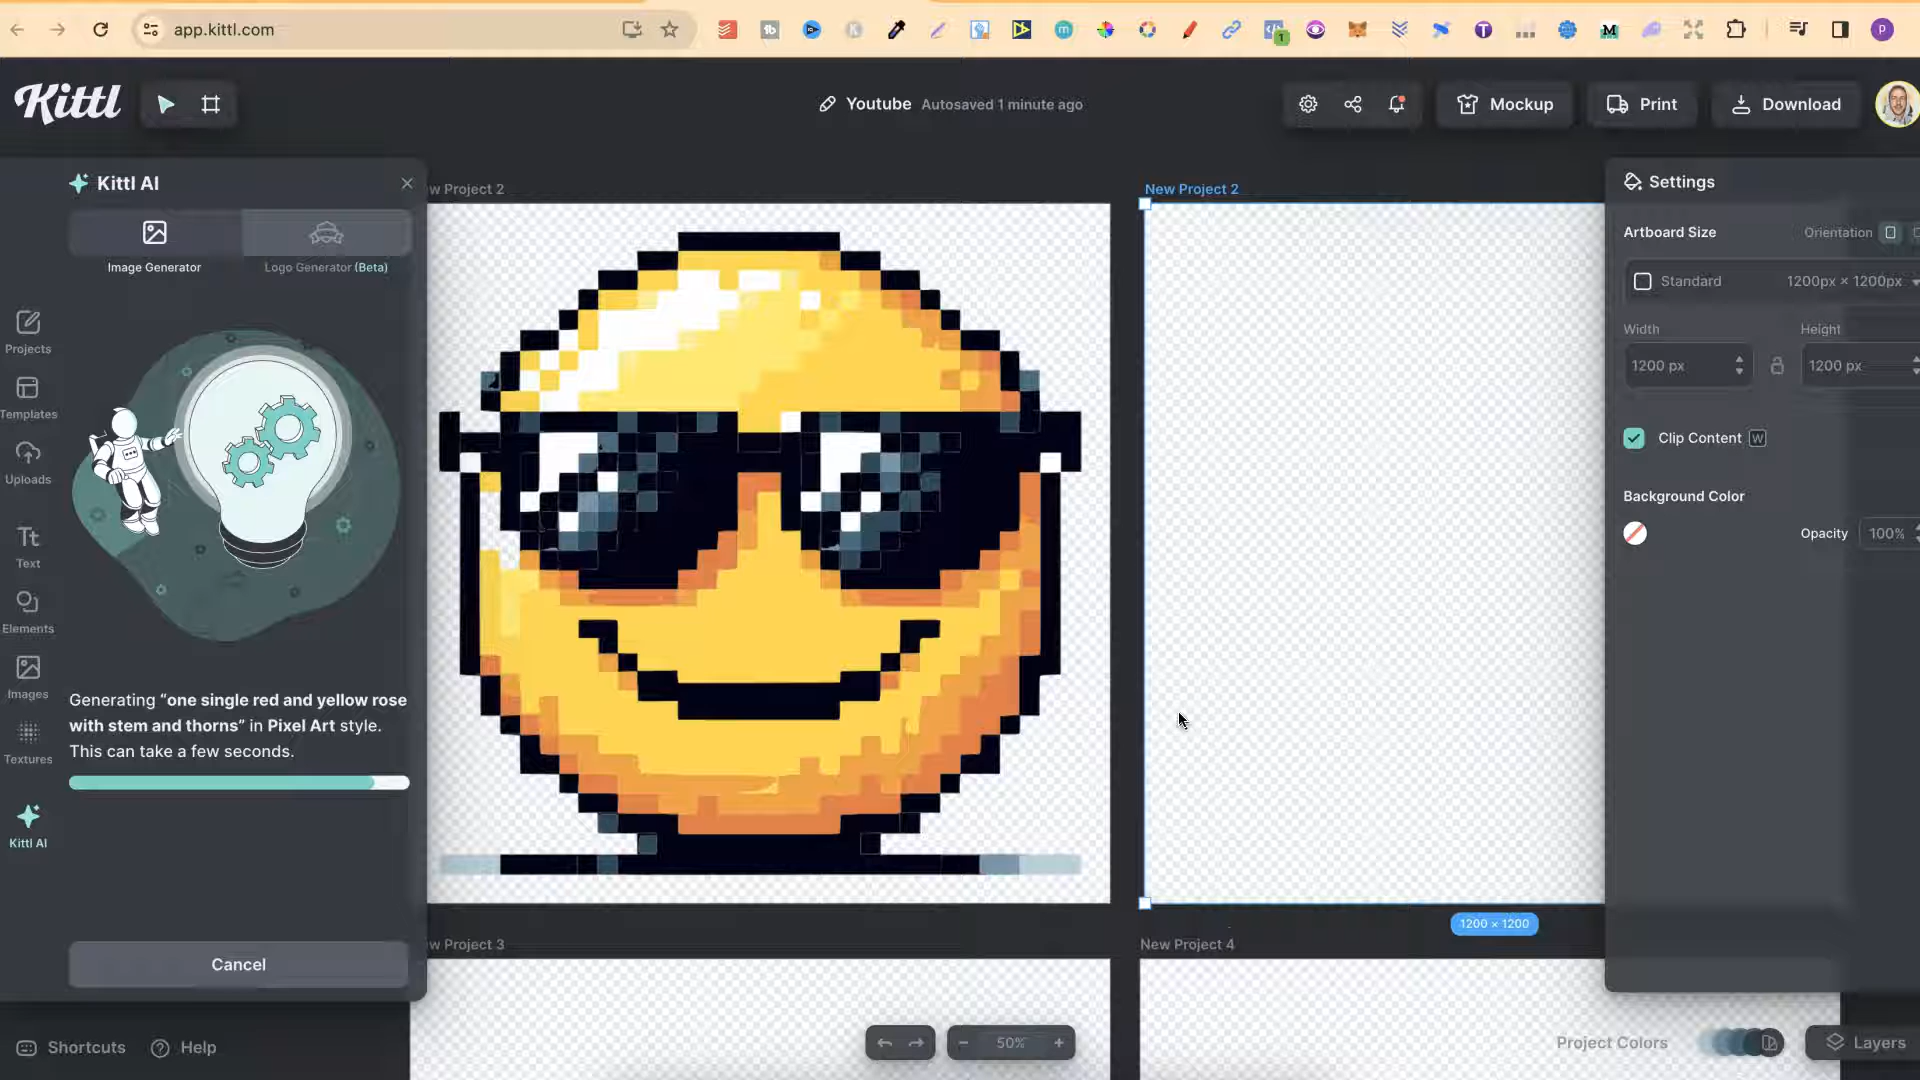 app.kittl.com
1
P
Kittl
Youtube Autosaved 1 minute ago
Mockup
Print
Download
Kittl AI
Image Generator
Logo Generator (Beta)
Projects
Templates
Uploads
Text
Elements
Images
Textures
Kittl AI
Generating “one single red and yellow rose
with stem and thorns” in Pixel Art style.
This can take a few seconds.
Cancel
Shortcuts
Help
w Project 2
New Project 2
1200 × 1200
w Project 3
New Project 4
50%
Settings
Artboard Size
Orientation
Standard
1200px × 1200px
Width
Height
1200 px
1200 px
Clip Content W
Background Color
Opacity
100%
Project Colors
Layers